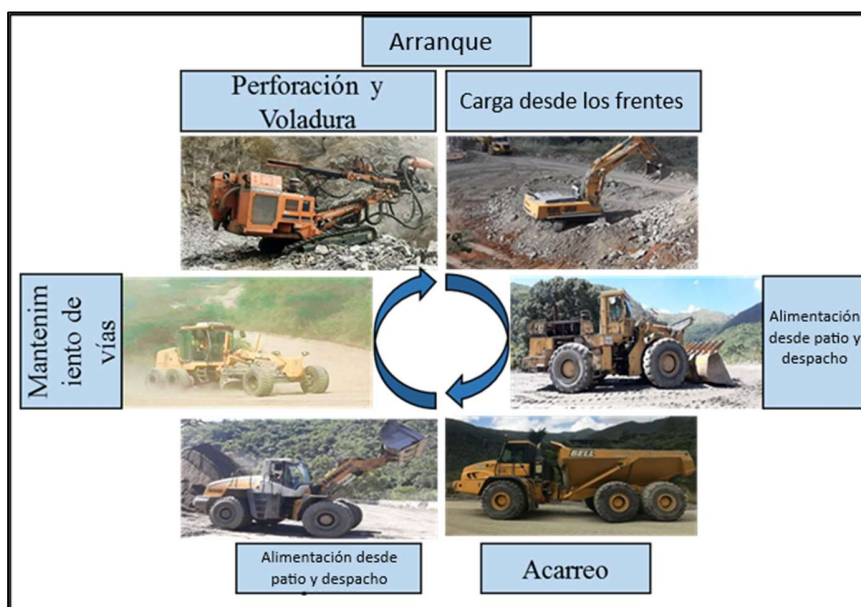 Arranque
Perforación y
Voladura
Carga desde los frentes
Mantenim
iento de
vías
Alimentación
desde patio y
despacho
BELL
Alimentación desde
patio y despacho
Acarreo